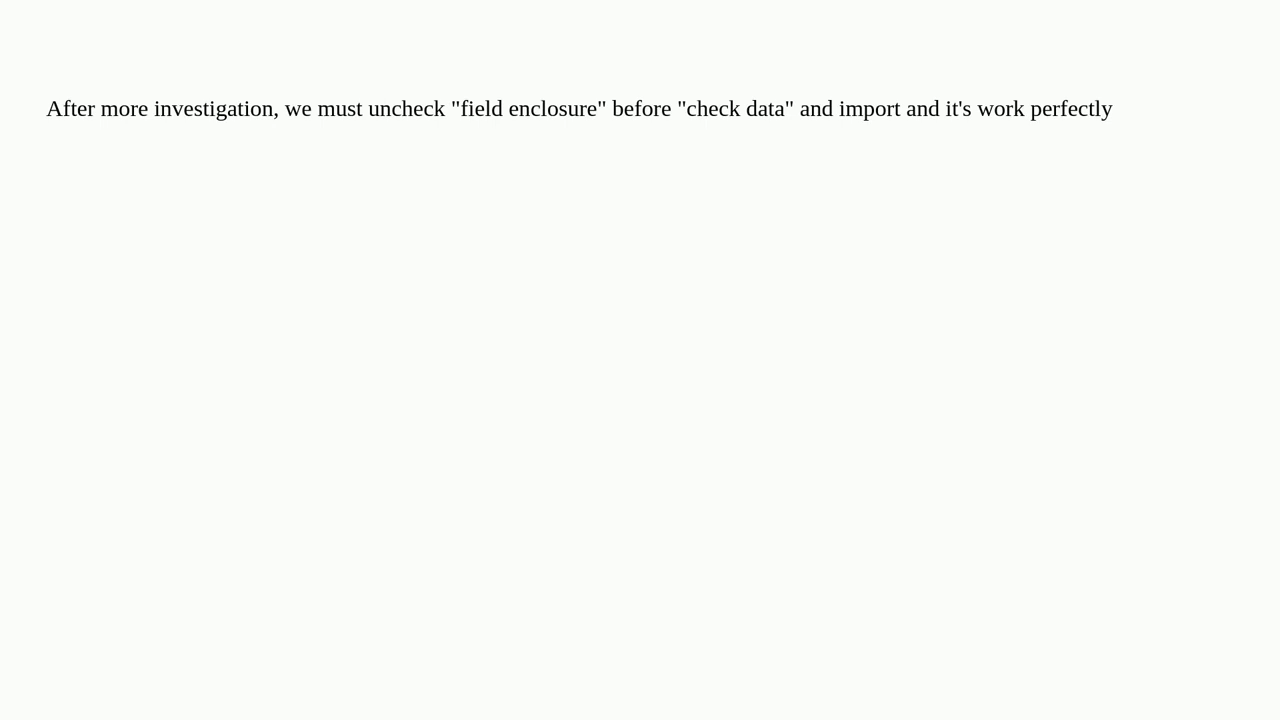 After more investigation, we must uncheck "field enclosure" before "check data" and import and it's work perfectly